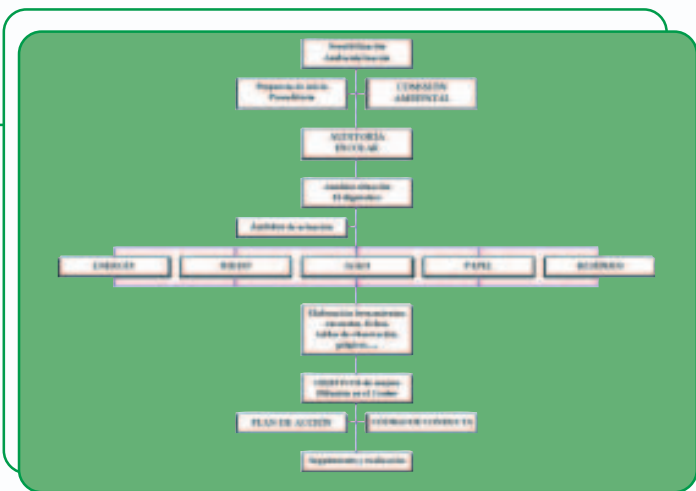 Sensibilización
Ambientalización
Propuesta de inicio
COMISIÓN
AMBIENTAL
AUDITORÍA
ESCOLAR
El diagnóstico
Ámbitos de actuación
ENERGÍA
RUIDO
AGUA
PAPEL
RESIDUOS
Elaboración herramientas:
encuestas, fichas,
tablas de observación,
gráficos....
OBJETIVOS de mejora
Difusión en el Centro
PLAN DE ACCIÓN
CÓDIGO DE CONDUCTA
Seguimiento y evaluación